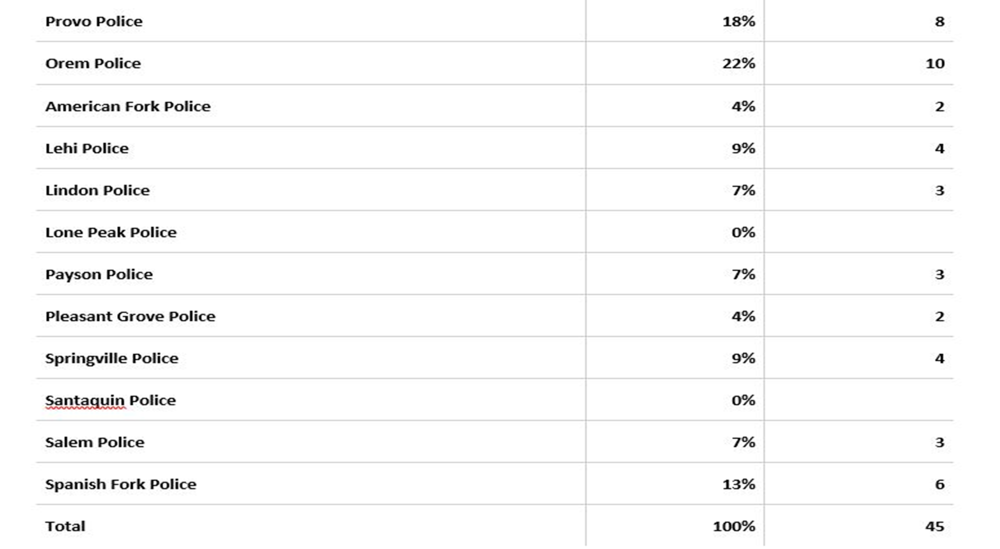 Provo Police 18% 8
Orem Police 22% 10
American Fork Police 4% 2
Lehi Police 9% 4
Lindon Police 7% 3
Lone Peak Police 0%
Payson Police 7% 3
Pleasant Grove Police 4% 2
Springville Police 9% 4
Santaquin Police 0%
Salem Police 7% 3
Spanish Fork Police 13% 6
Total 100% 45